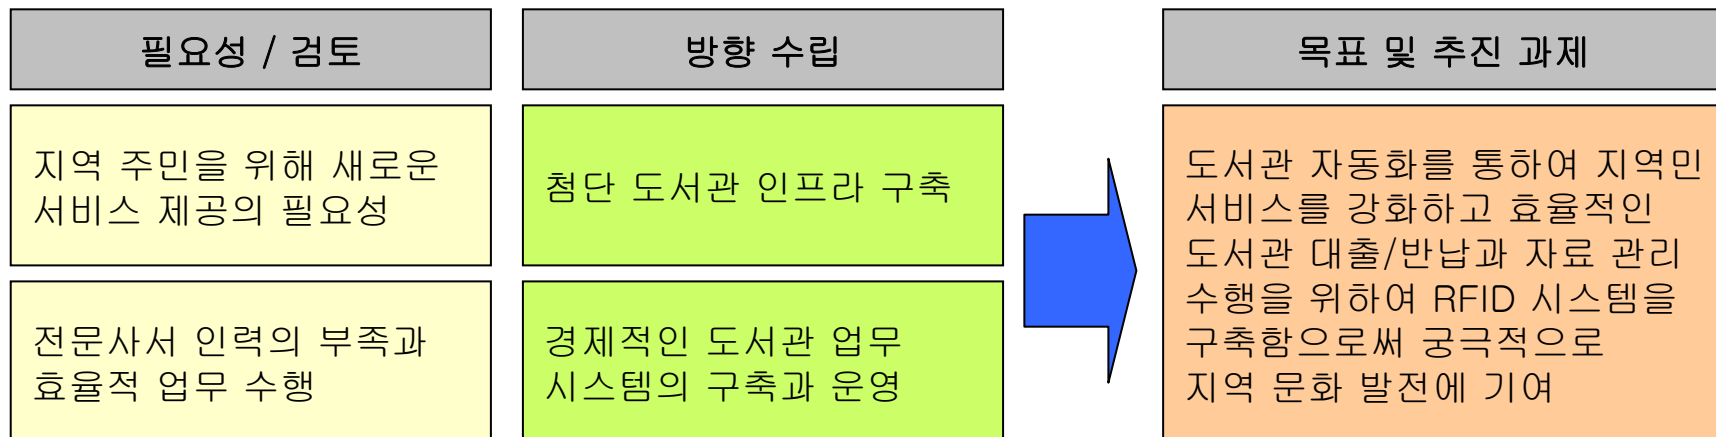 필요성 / 검토
방향 수립
목표 및 추진 과제
지역 주민을 위해 새로운
서비스 제공의 필요성
첨단 도서관 인프라 구축
전문사서 인력의 부족과
효율적 업무 수행
경제적인 도서관 업무
시스템의 구축과 운영
도서관 자동화를 통하여 지역민
서비스를 강화하고 효율적인
도서관 대출/반납과 자료 관리
수행을 위하여 RFID 시스템을
구축함으로써 궁극적으로
지역 문화 발전에 기여